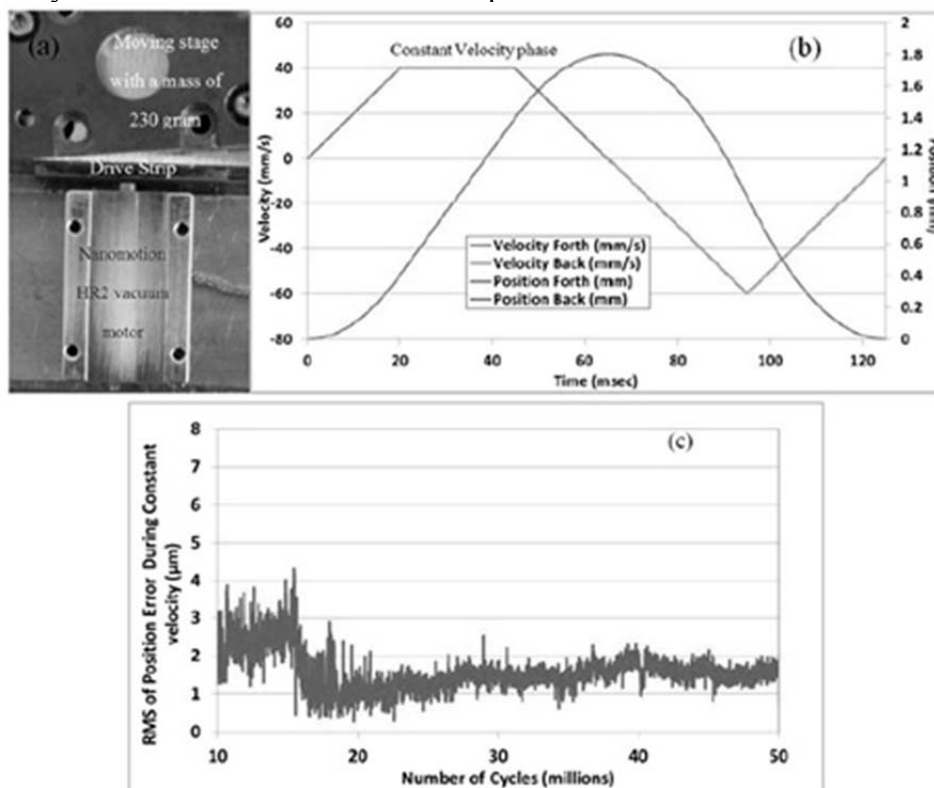 (a)
Moving stage
with a mass of
230 gram
Drive Strip
Nanomotion
HR2 vacuum
motor
(b)
Constant Velocity phase
Velocity (mm/s)
60
40
20
0
-20
-40
-60
-80
Velocity Forth (mm/s)
Velocity Back (mm/s)
Position Forth (mm)
Position Back (mm)
2
1.8
1.6
1.4
1.2
1
0.8
0.6
0.4
0.2
0
Position (mm)
0 20 40 60 80 100 120
Time (msec)
(c)
RMS of Position Error During Constant
velocity (µm)
8
7
6
5
4
3
2
1
0
10 20 30 40 50
Number of Cycles (millions)